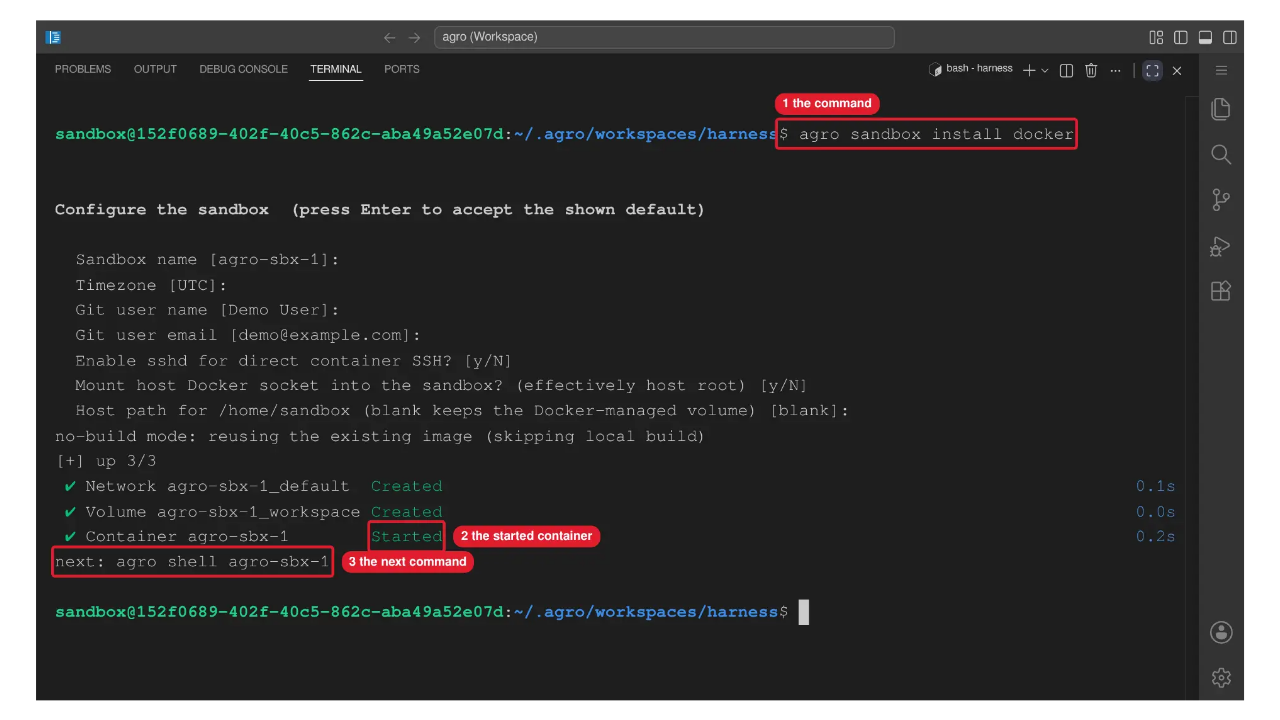 agro (Workspace)
PROBLEMS OUTPUT DEBUG CONSOLE TERMINAL PORTS bash - harness
1 the command
sandbox@152f0689-402f-40c5-862c-aba49a52e07d:~/.agro/workspaces/harness$ agro sandbox install docker
Configure the sandbox (press Enter to accept the shown default)
Sandbox name [agro-sbx-1]:
Timezone [UTC]:
Git user name [Demo User]:
Git user email [demo@example.com]:
Enable sshd for direct container SSH? [y/N]
Mount host Docker socket into the sandbox? (effectively host root) [y/N]
Host path for /home/sandbox (blank keeps the Docker-managed volume) [blank]:
no-build mode: reusing the existing image (skipping local build)
[+] up 3/3
✔ Network agro-sbx-1_default Created 0.1s
✔ Volume agro-sbx-1_workspace Created 0.0s
✔ Container agro-sbx-1 Started 2 the started container 0.2s
next: agro shell agro-sbx-1 3 the next command
sandbox@152f0689-402f-40c5-862c-aba49a52e07d:~/.agro/workspaces/harness$